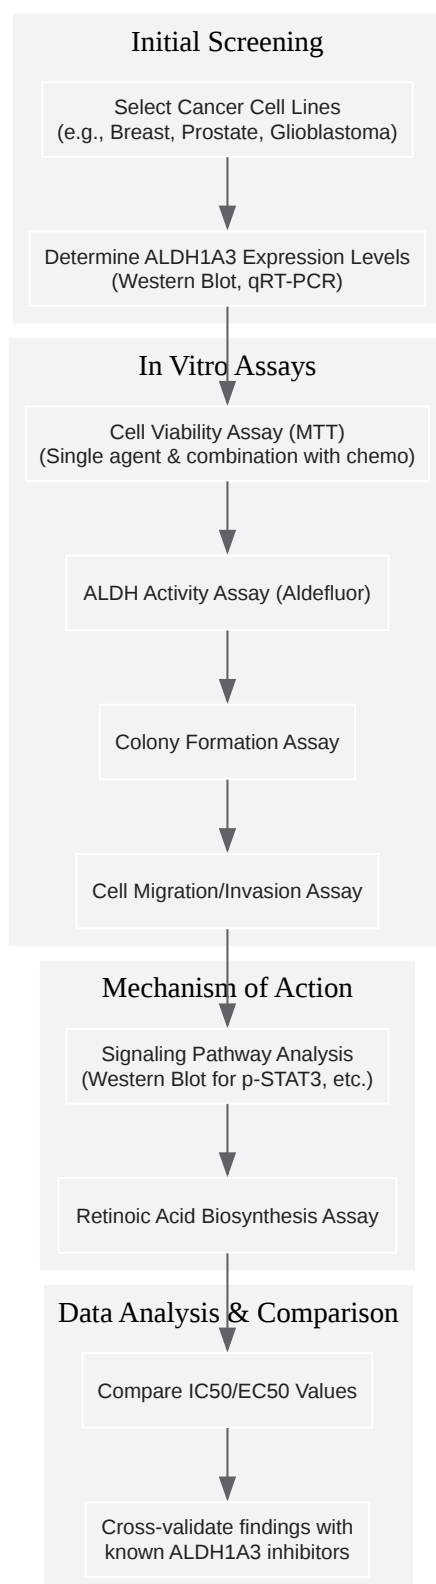 Initial Screening
Select Cancer Cell Lines
(e.g., Breast, Prostate, Glioblastoma)
Determine ALDH1A3 Expression Levels
(Western Blot, qRT-PCR)
In Vitro Assays
Cell Viability Assay (MTT)
(Single agent & combination with chemo)
ALDH Activity Assay (Aldefluor)
Colony Formation Assay
Cell Migration/Invasion Assay
Mechanism of Action
Signaling Pathway Analysis
(Western Blot for p-STAT3, etc.)
Retinoic Acid Biosynthesis Assay
Data Analysis & Comparison
Compare IC50/EC50 Values
Cross-validate findings with
known ALDH1A3 inhibitors